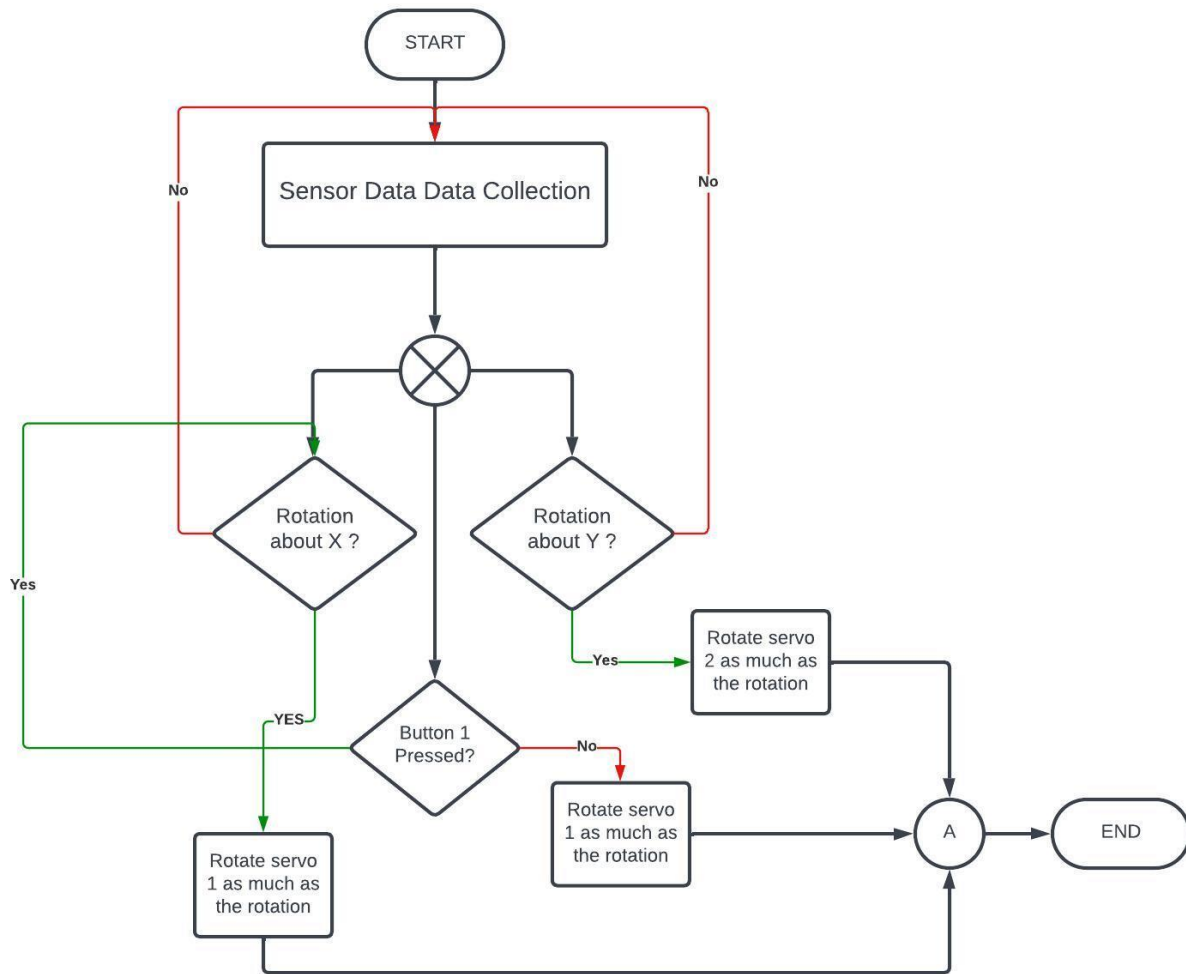 START
No
No
Sensor Data Data Collection
Rotation
about X ?
Rotation
about Y ?
Yes
Rotate servo
2 as much as
the rotation
Yes
YES
Button 1
Pressed?
No
Rotate servo
1 as much as
the rotation
A
END
Rotate servo
1 as much as
the rotation